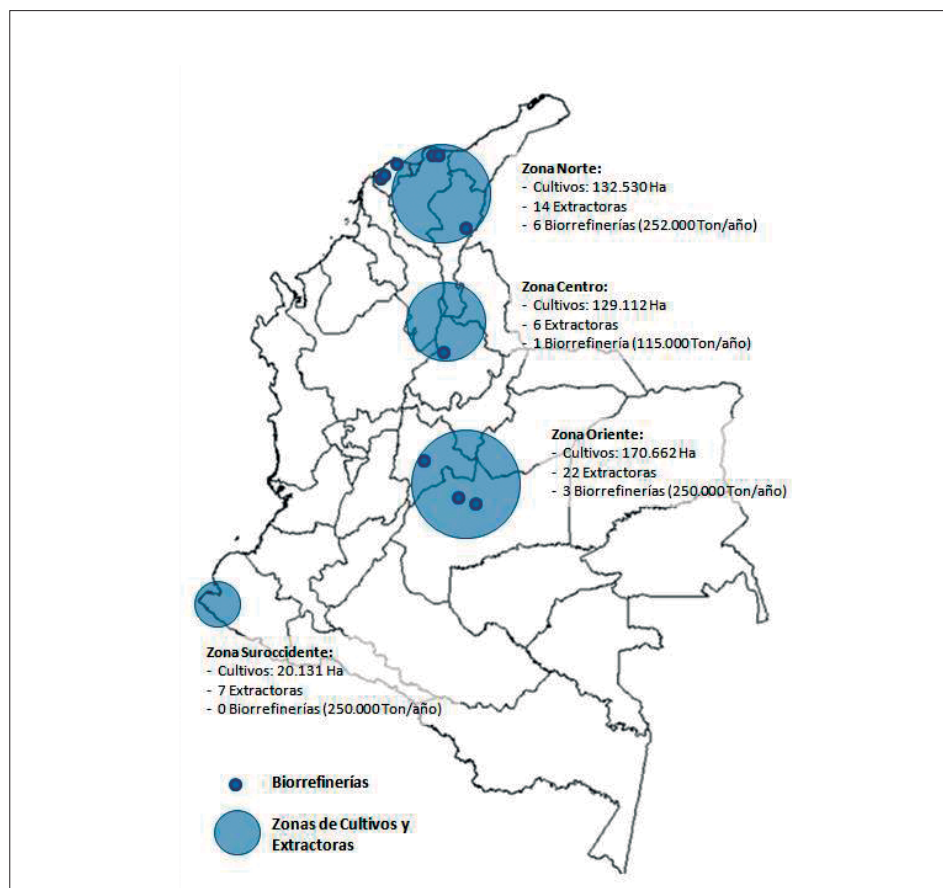 Zona Norte:
- Cultivos: 132.530 Ha
- 14 Extractoras
- 6 Biorrefinerías (252.000 Ton/año)
Zona Centro:
- Cultivos: 129.112 Ha
- 6 Extractoras
- 1 Biorrefinería (115.000 Ton/año)
Zona Oriente:
- Cultivos: 170.662 Ha
- 22 Extractoras
- 3 Biorrefinerías (250.000 Ton/año)
Zona Suroccidente:
- Cultivos: 20.131 Ha
- 7 Extractoras
- 0 Biorrefinerías (250.000 Ton/año)
Biorrefinerías
Zonas de Cultivos y
Extractoras